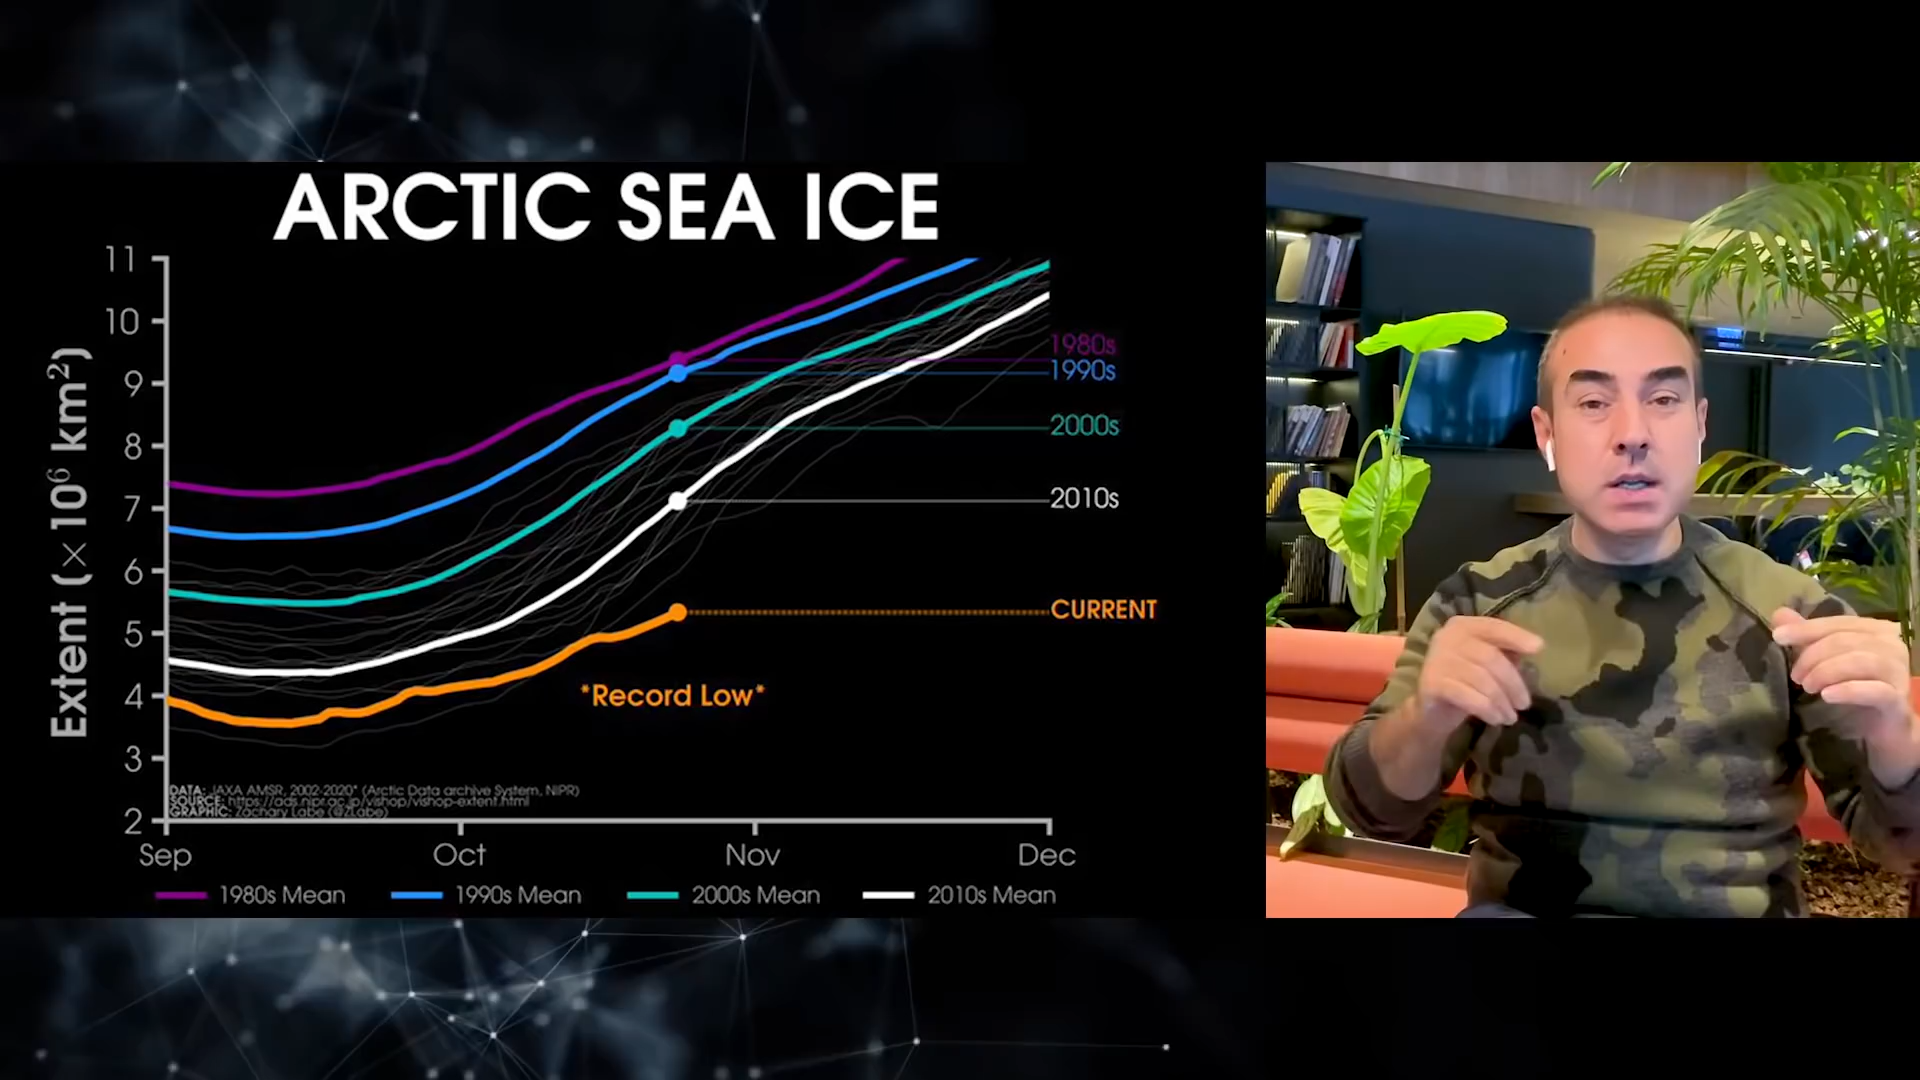 ARCTIC SEA ICE
11
10
9
8
7
6
5
4
3
2
Extent (× 10⁶ km²)
1980s
1990s
2000s
2010s
CURRENT
*Record Low*
DATA: JAXA AMSR, 2002-2020* (Arctic Data archive System, NIPR)
SOURCE: https://ads.nipr.ac.jp/vishop/vishop-extent.html
GRAPHIC: Zachary Labe (@ZLabe)
Sep Oct Nov Dec
1980s Mean 1990s Mean 2000s Mean 2010s Mean